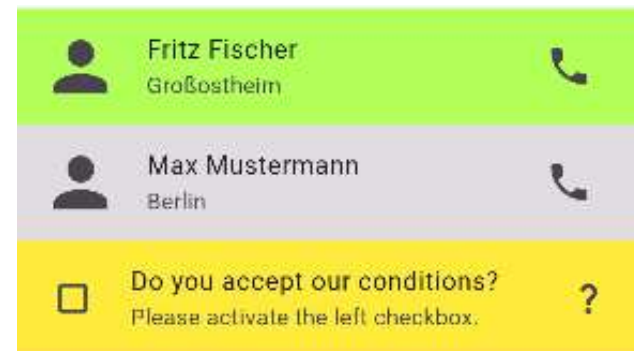 Fritz Fischer
Großostheim
Max Mustermann
Berlin
Do you accept our conditions?
Please activate the left checkbox.
?